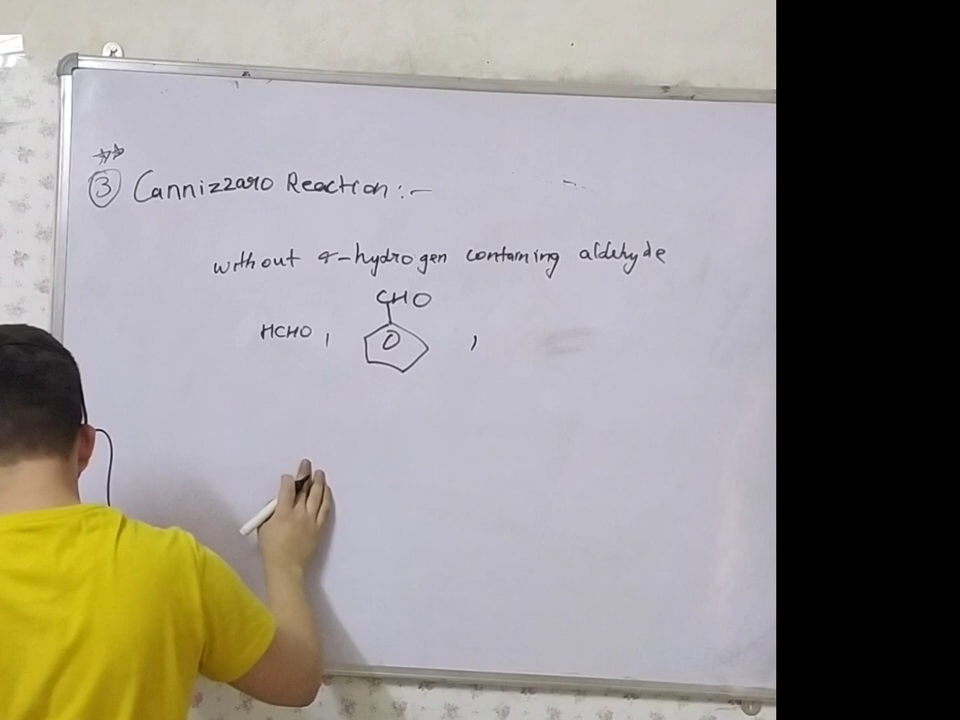 ③ Cannizzaro Reaction :-
without α-hydrogen containing aldehyde
CHO
HCHO , ,